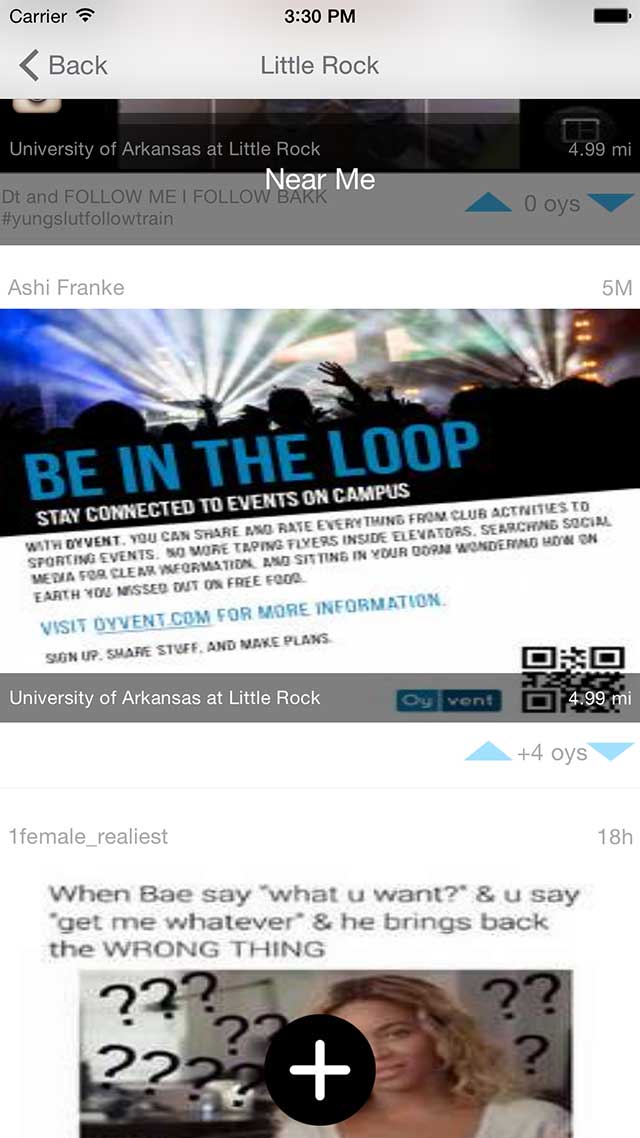 Carrier 3:30 PM
Back Little Rock
University of Arkansas at Little Rock 4.99 mi
Near Me
Dt and FOLLOW ME I FOLLOW BAKK
#yungslutfollowtrain
0 oys
Ashi Franke 5M
BE IN THE LOOP
STAY CONNECTED TO EVENTS ON CAMPUS
WITH OYVENT, YOU CAN SHARE AND RATE EVERYTHING FROM CLUB ACTIVITIES TO
SPORTING EVENTS. NO MORE TAPING FLYERS INSIDE ELEVATORS, SEARCHING SOCIAL
MEDIA FOR CLEAR INFORMATION, AND SITTING IN YOUR DORM WONDERING HOW ON
EARTH YOU MISSED OUT ON FREE FOOD.
VISIT OYVENT.COM FOR MORE INFORMATION.
SIGN UP, SHARE STUFF, AND MAKE PLANS.
University of Arkansas at Little Rock Oy vent 4.99 mi
+4 oys
1female_realiest 18h
When Bae say "what u want?" & u say
"get me whatever" & he brings back
the WRONG THING
???
??
??
????
?